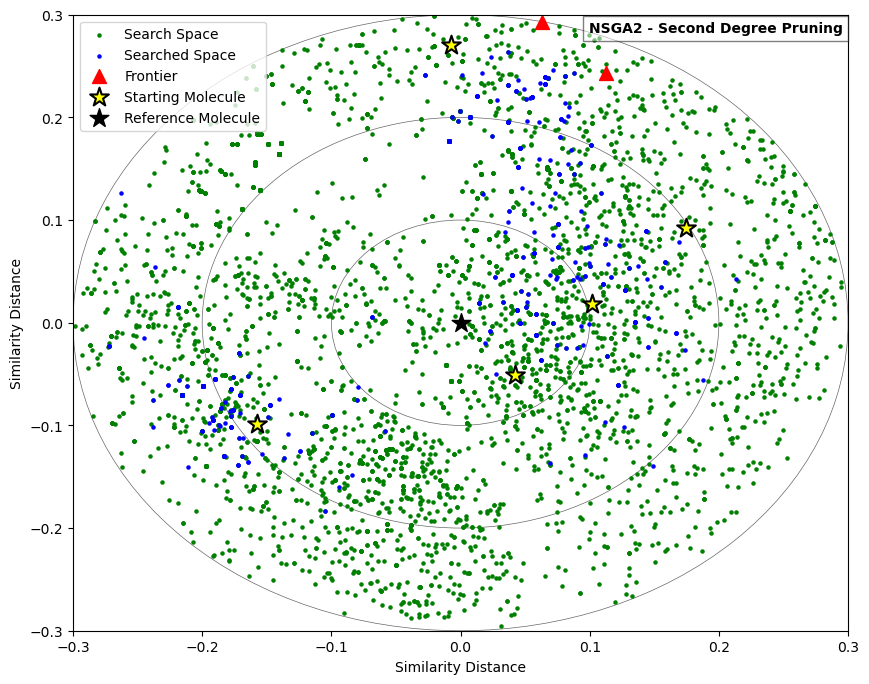 NSGA2 - Second Degree Pruning
Search Space
Searched Space
Frontier
Starting Molecule
Reference Molecule
Similarity Distance
0.3
0.2
0.1
0.0
−0.1
−0.2
−0.3
−0.3
−0.2
−0.1
0.0
0.1
0.2
0.3
Similarity Distance